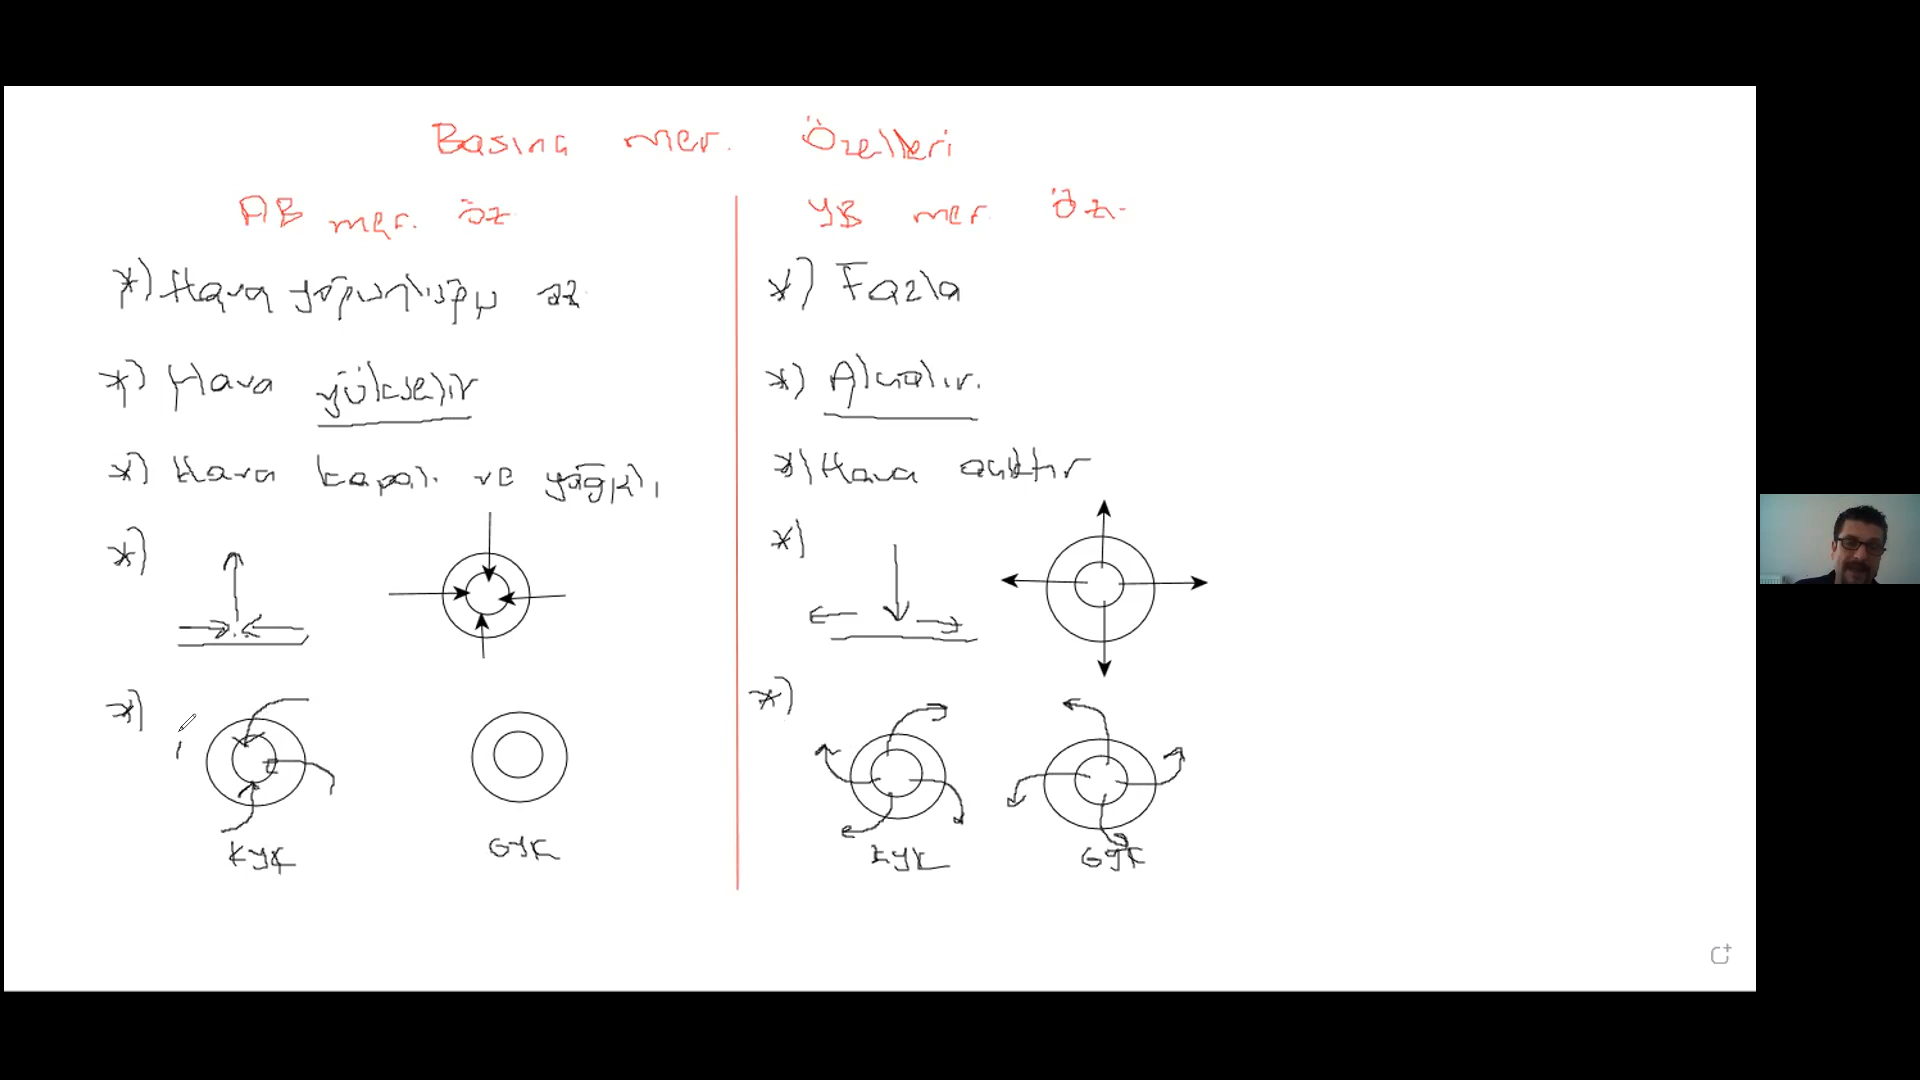 Basınç mer. Özelleri
AB mer. öz
*) Hava yoğunluğu az
*) Hava yükselir
*) Hava kapalı ve yağışlı
*)
*)
KYK
GYK
YB mer. Öz.
*) Fazla
*) Alçalır.
*) Hava açıktır
*)
*)
KYK
GYK